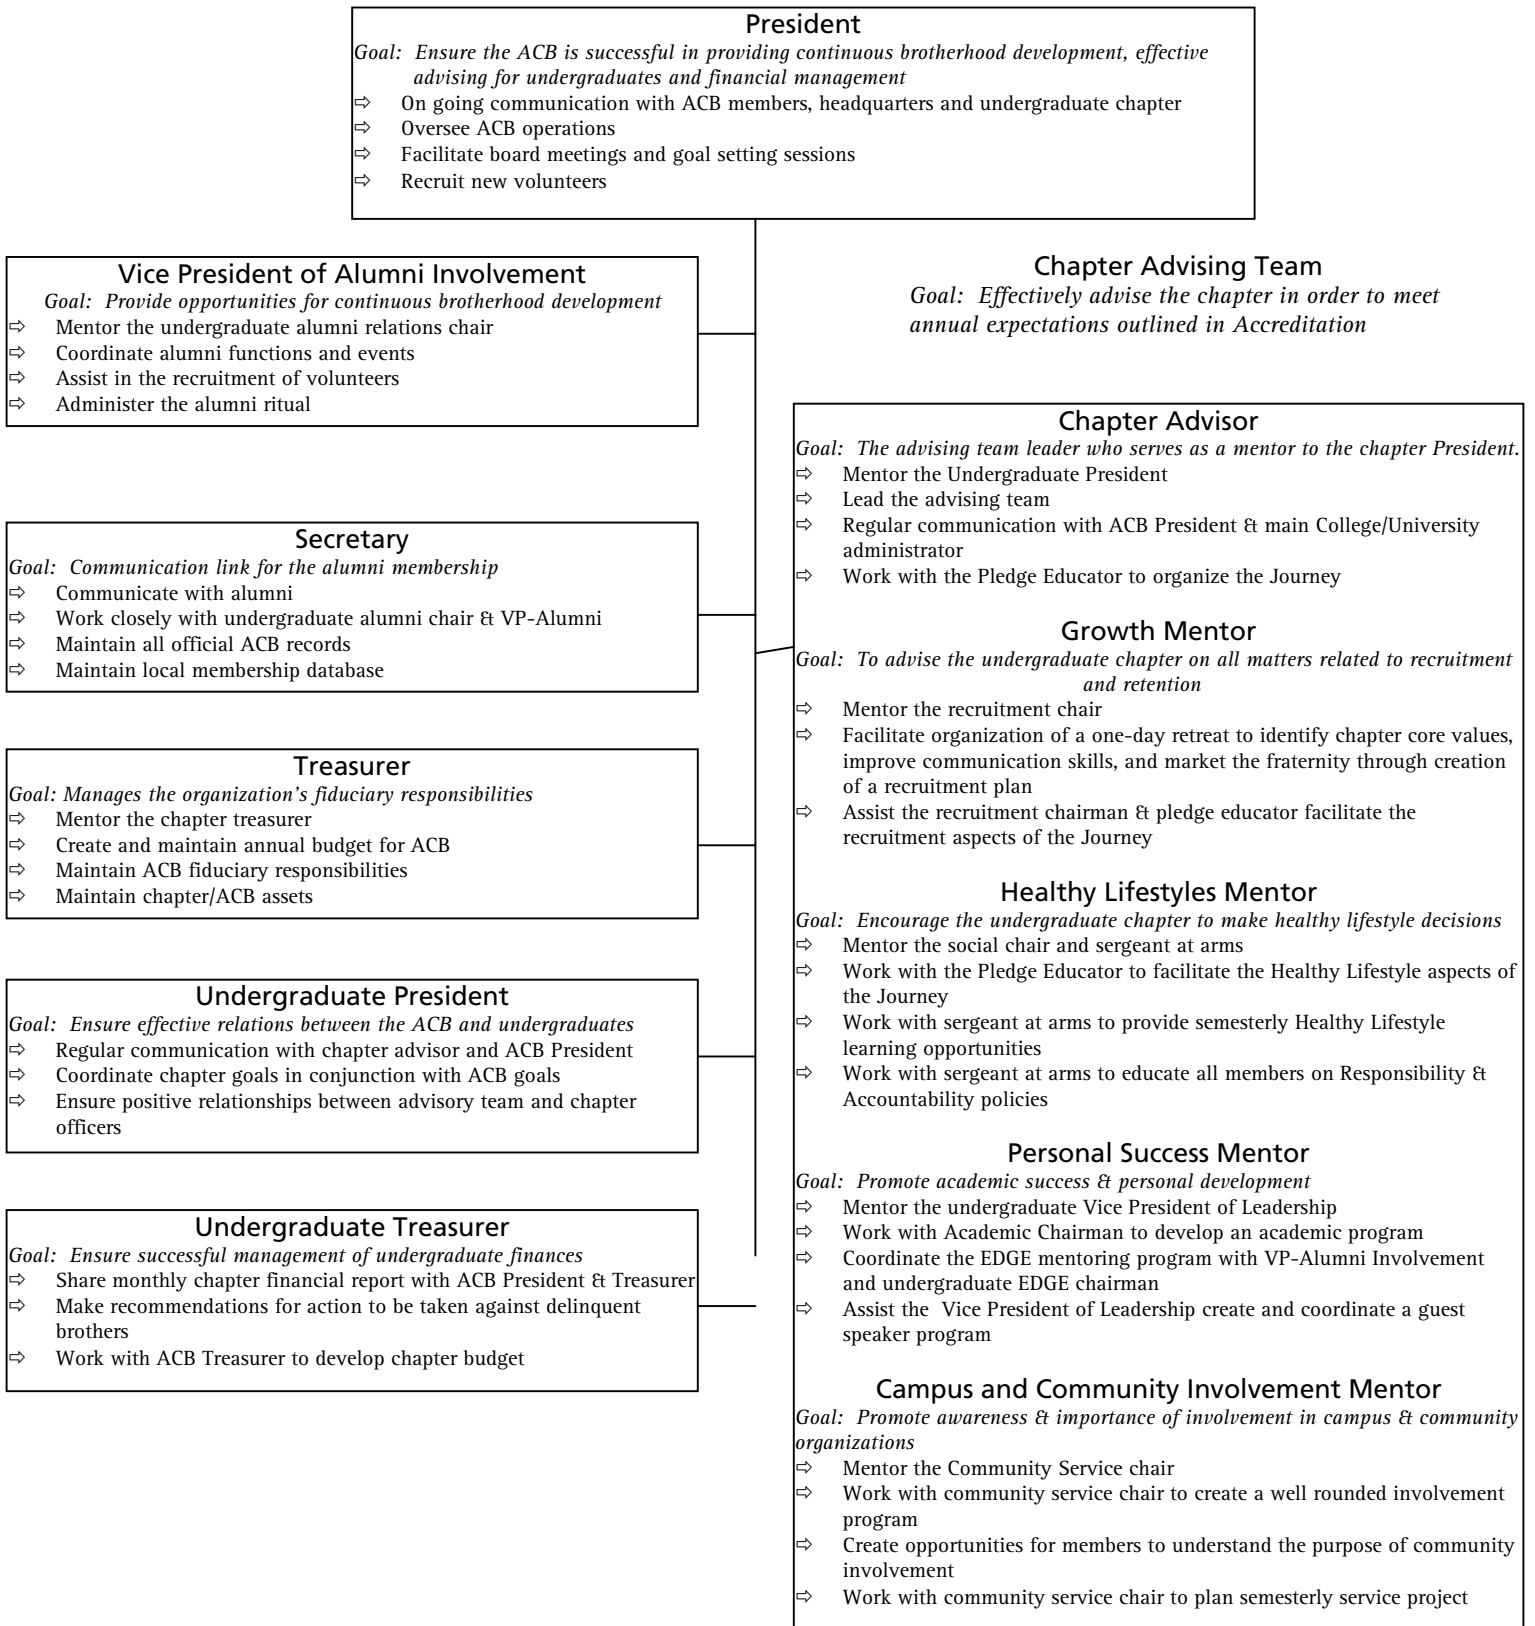 President
Goal: Ensure the ACB is successful in providing continuous brotherhood development, effective
advising for undergraduates and financial management
⇨ On going communication with ACB members, headquarters and undergraduate chapter
⇨ Oversee ACB operations
⇨ Facilitate board meetings and goal setting sessions
⇨ Recruit new volunteers
Vice President of Alumni Involvement
Goal: Provide opportunities for continuous brotherhood development
⇨ Mentor the undergraduate alumni relations chair
⇨ Coordinate alumni functions and events
⇨ Assist in the recruitment of volunteers
⇨ Administer the alumni ritual
Secretary
Goal: Communication link for the alumni membership
⇨ Communicate with alumni
⇨ Work closely with undergraduate alumni chair & VP-Alumni
⇨ Maintain all official ACB records
⇨ Maintain local membership database
Treasurer
Goal: Manages the organization's fiduciary responsibilities
⇨ Mentor the chapter treasurer
⇨ Create and maintain annual budget for ACB
⇨ Maintain ACB fiduciary responsibilities
⇨ Maintain chapter/ACB assets
Undergraduate President
Goal: Ensure effective relations between the ACB and undergraduates
⇨ Regular communication with chapter advisor and ACB President
⇨ Coordinate chapter goals in conjunction with ACB goals
⇨ Ensure positive relationships between advisory team and chapter
officers
Undergraduate Treasurer
Goal: Ensure successful management of undergraduate finances
⇨ Share monthly chapter financial report with ACB President & Treasurer
⇨ Make recommendations for action to be taken against delinquent
brothers
⇨ Work with ACB Treasurer to develop chapter budget
Chapter Advising Team
Goal: Effectively advise the chapter in order to meet
annual expectations outlined in Accreditation
Chapter Advisor
Goal: The advising team leader who serves as a mentor to the chapter President.
⇨ Mentor the Undergraduate President
⇨ Lead the advising team
⇨ Regular communication with ACB President & main College/University
administrator
⇨ Work with the Pledge Educator to organize the Journey
Growth Mentor
Goal: To advise the undergraduate chapter on all matters related to recruitment
and retention
⇨ Mentor the recruitment chair
⇨ Facilitate organization of a one-day retreat to identify chapter core values,
improve communication skills, and market the fraternity through creation
of a recruitment plan
⇨ Assist the recruitment chairman & pledge educator facilitate the
recruitment aspects of the Journey
Healthy Lifestyles Mentor
Goal: Encourage the undergraduate chapter to make healthy lifestyle decisions
⇨ Mentor the social chair and sergeant at arms
⇨ Work with the Pledge Educator to facilitate the Healthy Lifestyle aspects of
the Journey
⇨ Work with sergeant at arms to provide semesterly Healthy Lifestyle
learning opportunities
⇨ Work with sergeant at arms to educate all members on Responsibility &
Accountability policies
Personal Success Mentor
Goal: Promote academic success & personal development
⇨ Mentor the undergraduate Vice President of Leadership
⇨ Work with Academic Chairman to develop an academic program
⇨ Coordinate the EDGE mentoring program with VP-Alumni Involvement
and undergraduate EDGE chairman
⇨ Assist the Vice President of Leadership create and coordinate a guest
speaker program
Campus and Community Involvement Mentor
Goal: Promote awareness & importance of involvement in campus & community
organizations
⇨ Mentor the Community Service chair
⇨ Work with community service chair to create a well rounded involvement
program
⇨ Create opportunities for members to understand the purpose of community
involvement
⇨ Work with community service chair to plan semesterly service project